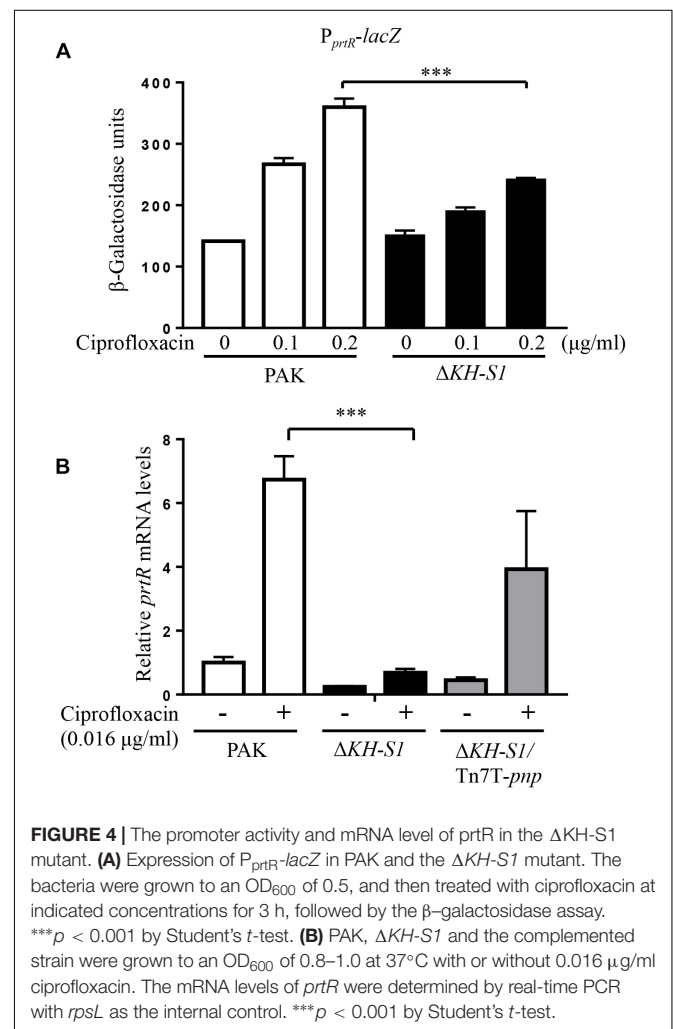 P_prtR-lacZ
A
***
400
300
200
100
0
β-Galactosidase units
Ciprofloxacin 0 0.1 0.2 0 0.1 0.2 (μg/ml)
PAK ΔKH-S1
B
***
8
6
4
2
0
Relative prtR mRNA levels
Ciprofloxacin - + - + - +
(0.016 μg/ml)
PAK ΔKH-S1 ΔKH-S1/
Tn7T-pnp
FIGURE 4 | The promoter activity and mRNA level of prtR in the ΔKH-S1
mutant. (A) Expression of P_prtR-lacZ in PAK and the ΔKH-S1 mutant. The
bacteria were grown to an OD600 of 0.5, and then treated with ciprofloxacin at
indicated concentrations for 3 h, followed by the β–galactosidase assay.
***p < 0.001 by Student's t-test. (B) PAK, ΔKH-S1 and the complemented
strain were grown to an OD600 of 0.8–1.0 at 37°C with or without 0.016 μg/ml
ciprofloxacin. The mRNA levels of prtR were determined by real-time PCR
with rpsL as the internal control. ***p < 0.001 by Student's t-test.